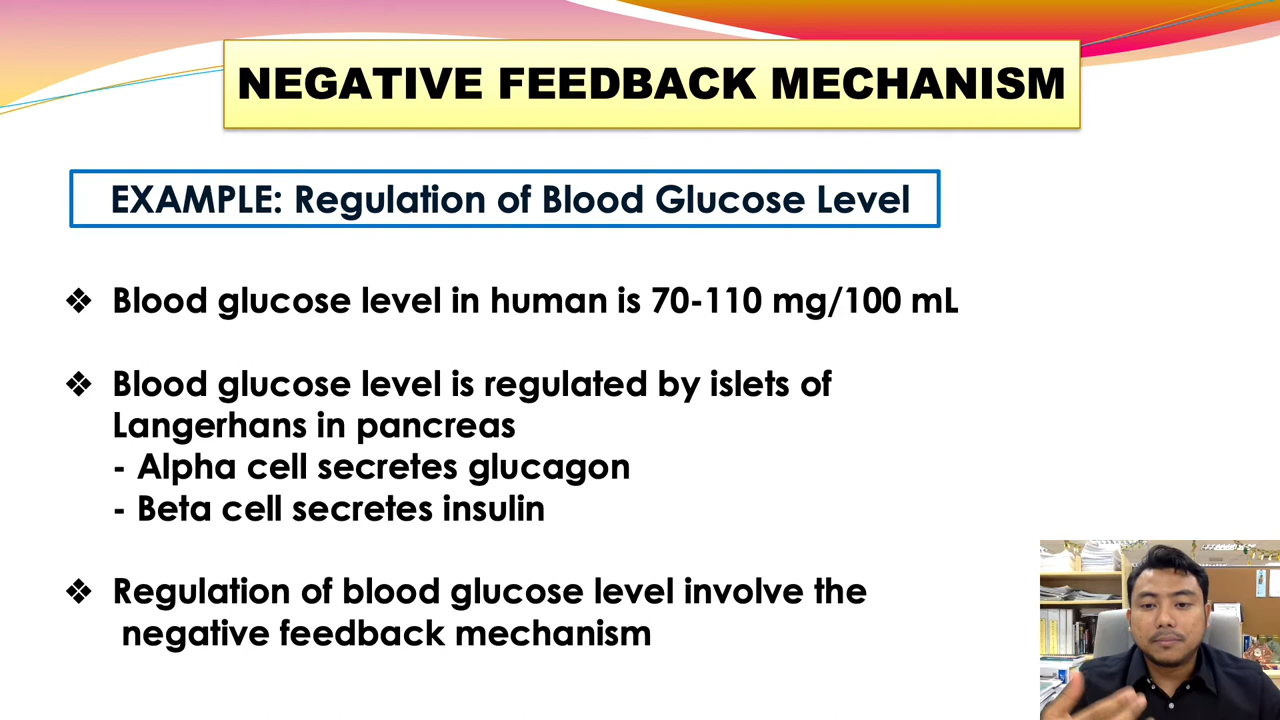 NEGATIVE FEEDBACK MECHANISM
EXAMPLE: Regulation of Blood Glucose Level
❖ Blood glucose level in human is 70-110 mg/100 mL
❖ Blood glucose level is regulated by islets of
Langerhans in pancreas
- Alpha cell secretes glucagon
- Beta cell secretes insulin
❖ Regulation of blood glucose level involve the
negative feedback mechanism